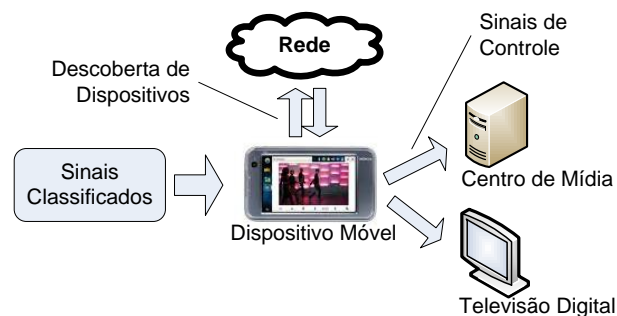 Sinais de
Controle
Rede
Descoberta de
Dispositivos
Sinais
Classificados
Centro de Mídia
Dispositivo Móvel
Televisão Digital